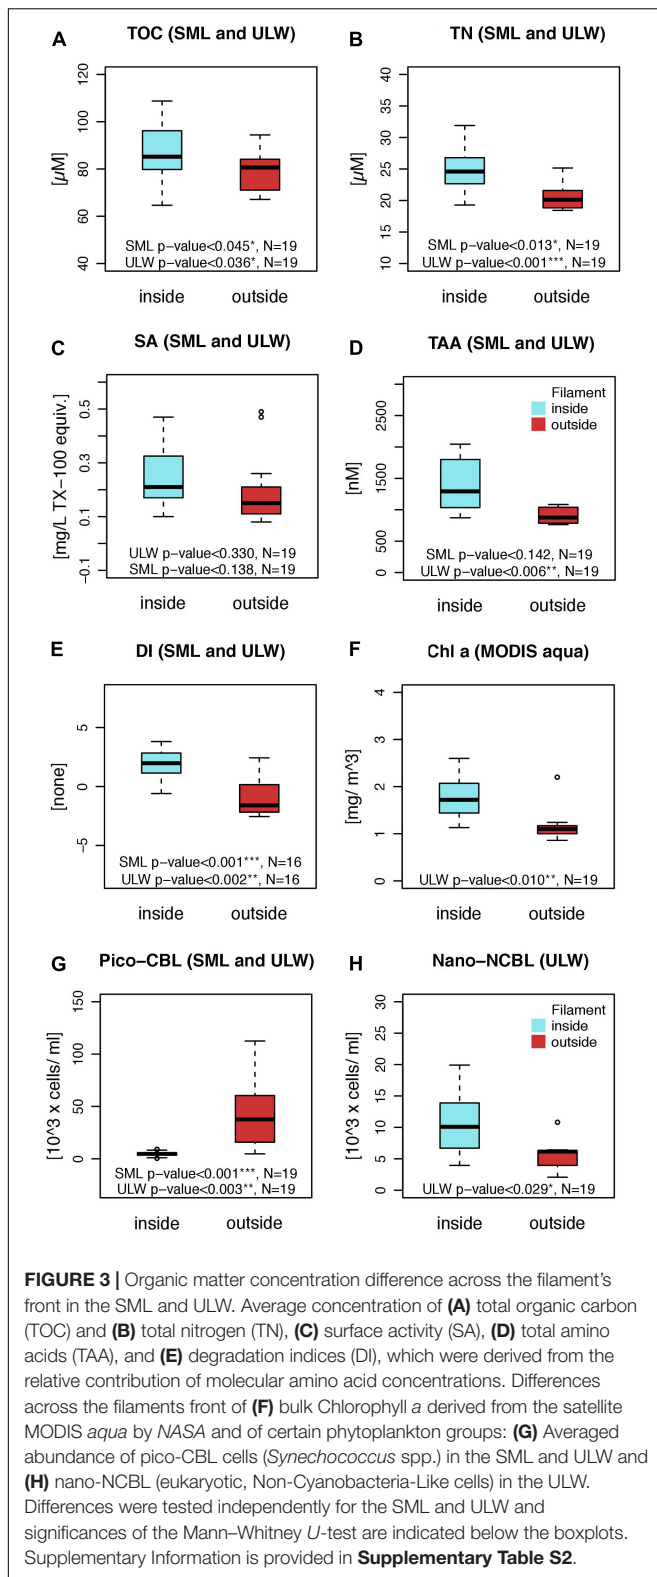 A TOC (SML and ULW)
[µM]
120
100
80
60
40
SML p−value<0.045*, N=19
ULW p−value<0.036*, N=19
inside outside
B TN (SML and ULW)
[µM]
40
35
30
25
20
15
10
SML p−value<0.013*, N=19
ULW p−value<0.001***, N=19
inside outside
C SA (SML and ULW)
[mg/L TX−100 equiv.]
0.5
0.3
0.1
−0.1
ULW p−value<0.330, N=19
SML p−value<0.138, N=19
inside outside
D TAA (SML and ULW)
[nM]
2500
1500
500
0
Filament
inside
outside
SML p−value<0.142, N=19
ULW p−value<0.006**, N=19
inside outside
E DI (SML and ULW)
[none]
5
0
−5
SML p−value<0.001***, N=16
ULW p−value<0.002**, N=16
inside outside
F Chl a (MODIS aqua)
[mg/ m^3]
4
3
2
1
0
ULW p−value<0.010**, N=19
inside outside
G Pico−CBL (SML and ULW)
[10^3 x cells/ ml]
150
100
50
0
SML p−value<0.001***, N=19
ULW p−value<0.003**, N=19
inside outside
H Nano−NCBL (ULW)
[10^3 x cells/ ml]
30
25
20
15
10
5
0
Filament
inside
outside
ULW p−value<0.029*, N=19
inside outside
FIGURE 3 | Organic matter concentration difference across the filament's
front in the SML and ULW. Average concentration of (A) total organic carbon
(TOC) and (B) total nitrogen (TN), (C) surface activity (SA), (D) total amino
acids (TAA), and (E) degradation indices (DI), which were derived from the
relative contribution of molecular amino acid concentrations. Differences
across the filaments front of (F) bulk Chlorophyll a derived from the satellite
MODIS aqua by NASA and of certain phytoplankton groups: (G) Averaged
abundance of pico-CBL cells (Synechococcus spp.) in the SML and ULW and
(H) nano-NCBL (eukaryotic, Non-Cyanobacteria-Like cells) in the ULW.
Differences were tested independently for the SML and ULW and
significances of the Mann–Whitney U-test are indicated below the boxplots.
Supplementary Information is provided in Supplementary Table S2.